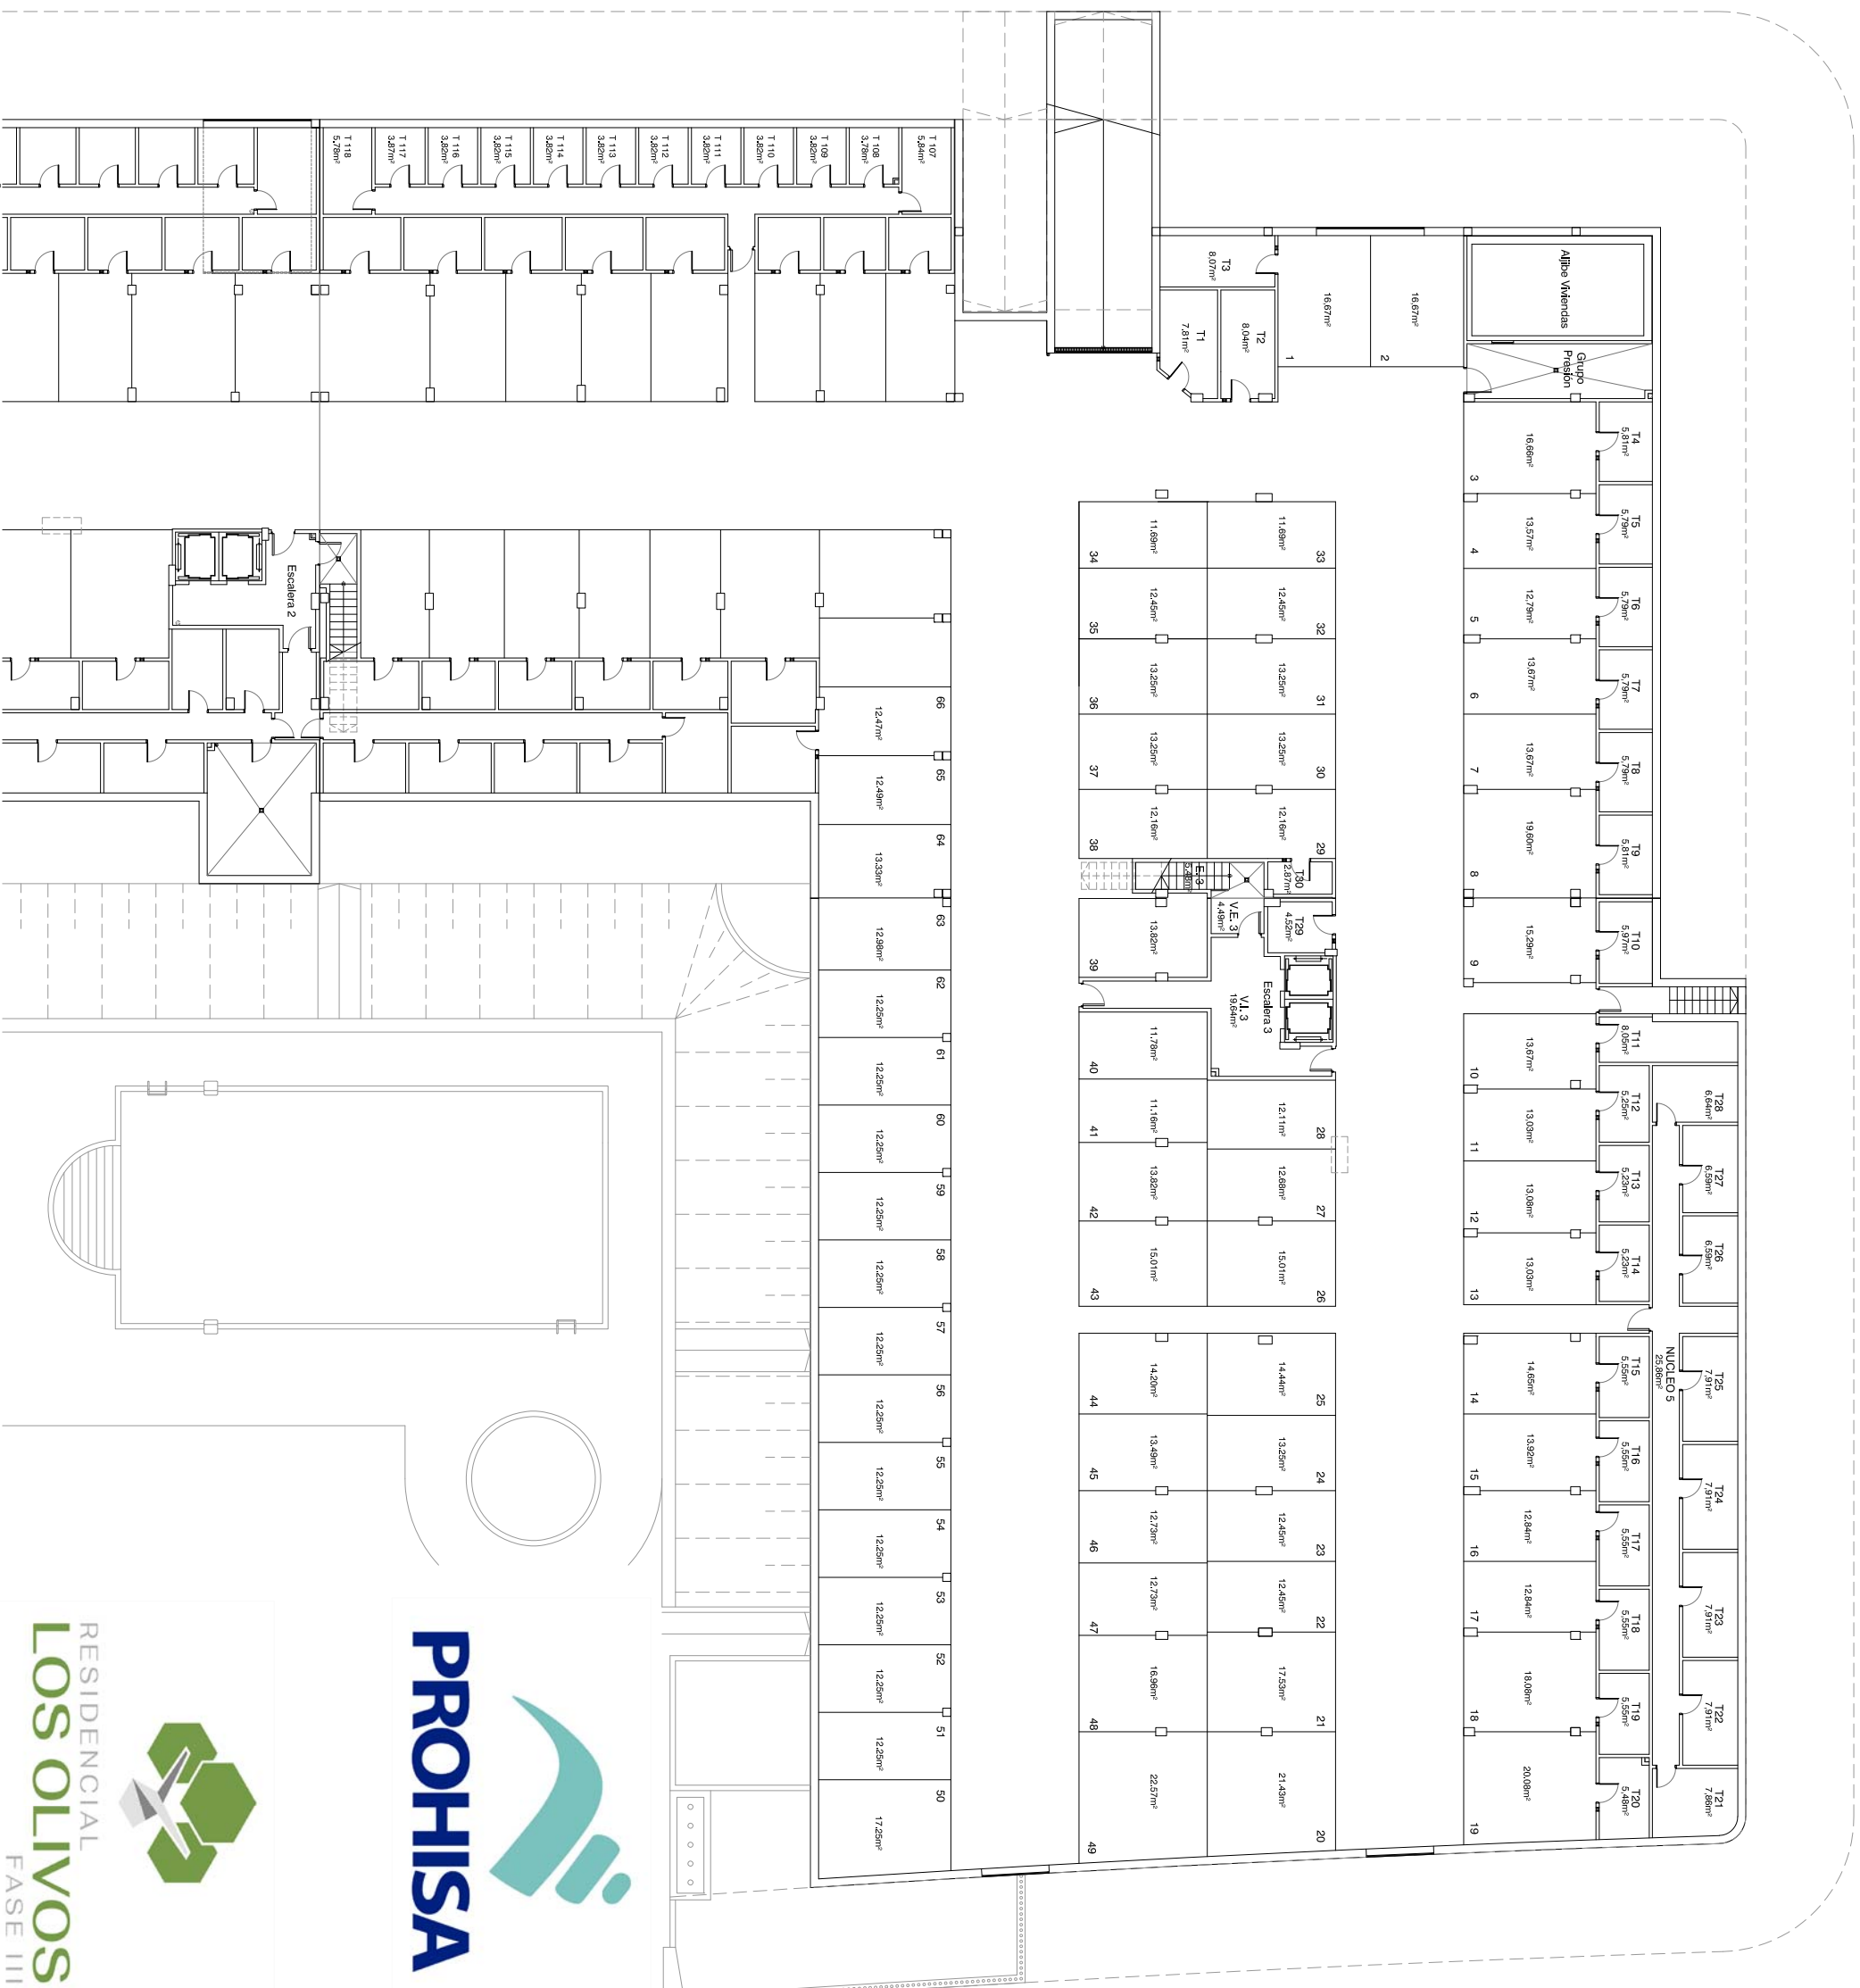 T28
6,64m²
T27
6,59m²
T26
6,59m²
T25
7,91m²
T24
7,91m²
T23
7,91m²
T22
7,91m²
T21
7,86m²
NUCLEO 5
25,86m²
T4
5,81m²
T5
5,79m²
T6
5,79m²
T7
5,79m²
T8
5,79m²
T9
5,81m²
T10
5,97m²
T11
8,05m²
T12
5,25m²
T13
5,23m²
T14
5,23m²
T15
5,55m²
T16
5,55m²
T17
5,55m²
T18
5,55m²
T19
5,55m²
T20
5,48m²
Aljibe Viviendas
Grupo
Presión
16,66m²
3
13,57m²
4
12,79m²
5
13,67m²
6
13,67m²
7
19,60m²
8
15,29m²
9
13,67m²
10
13,03m²
11
13,08m²
12
13,03m²
13
14,65m²
14
13,92m²
15
12,84m²
16
12,84m²
17
18,08m²
18
20,08m²
19
16,67m²
2
16,67m²
1
T3
8,07m²
T2
8,04m²
T1
7,81m²
11,69m²
33
12,45m²
32
13,25m²
31
13,25m²
30
12,16m²
29
T30
2,87m²
T29
4,52m²
Escalera 3
V.I. 3
19,64m²
V.E. 3
4,49m²
E. 3
5,48m²
12,11m²
28
12,68m²
27
15,01m²
26
14,44m²
25
13,25m²
24
12,45m²
23
12,45m²
22
17,53m²
21
21,43m²
20
11,69m²
34
12,45m²
35
13,25m²
36
13,25m²
37
12,16m²
38
13,82m²
39
11,78m²
40
11,16m²
41
13,82m²
42
15,01m²
43
14,20m²
44
13,49m²
45
12,73m²
46
12,73m²
47
16,96m²
48
22,57m²
49
66
12,47m²
65
12,49m²
64
13,33m²
63
12,98m²
62
12,25m²
61
12,25m²
60
12,25m²
59
12,25m²
58
12,25m²
57
12,25m²
56
12,25m²
55
12,25m²
54
12,25m²
53
12,25m²
52
12,25m²
51
12,25m²
50
17,25m²
T 107
5,84m²
T 108
3,78m²
T 109
3,82m²
T 110
3,82m²
T 111
3,82m²
T 112
3,82m²
T 113
3,82m²
T 114
3,82m²
T 115
3,82m²
T 116
3,82m²
T 117
3,87m²
T 118
5,78m²
Escalera 2
PROHISA
RESIDENCIAL
LOS OLIVOS
FASE III